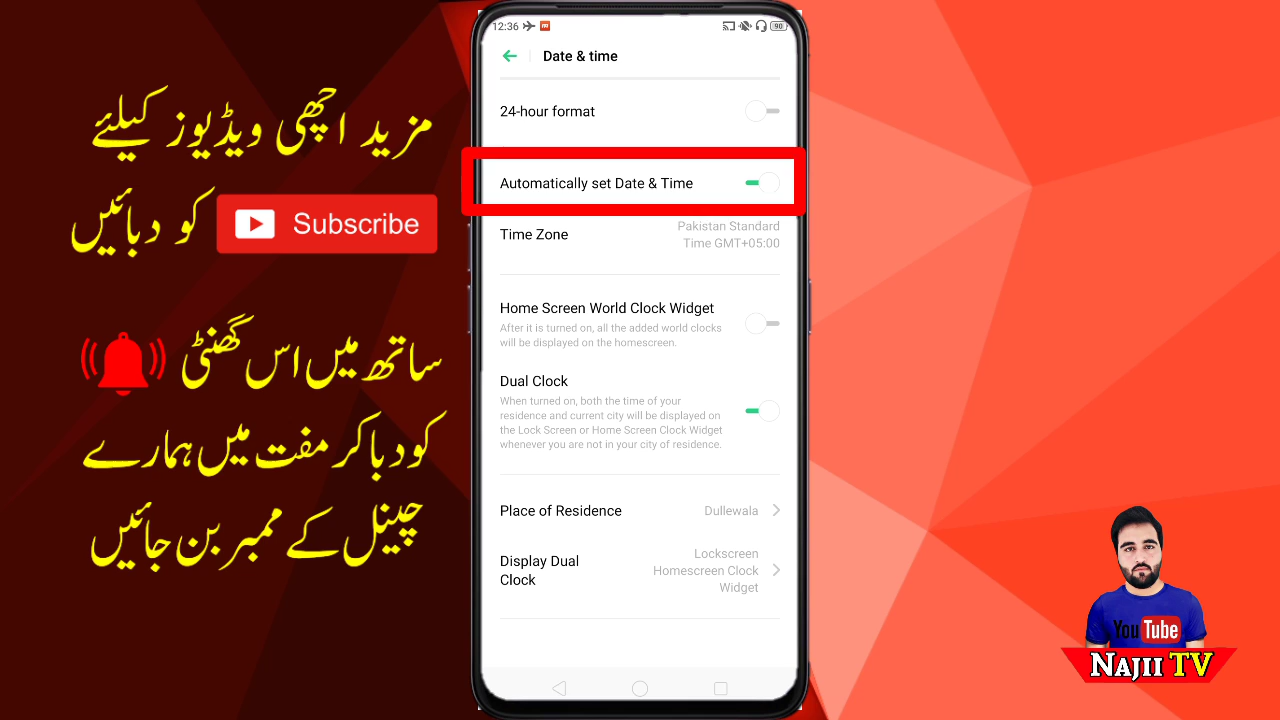 مزید اچھی ویڈیوز کیلئے
Subscribe کو دبائیں
ساتھ میں اس گھنٹی
کو دبا کر مفت میں ہمارے
چینل کے ممبر بن جائیں
12:36
90
Date & time
24-hour format
Automatically set Date & Time
Time Zone
Pakistan Standard
Time GMT+05:00
Home Screen World Clock Widget
After it is turned on, all the added world clocks
will be displayed on the homescreen.
Dual Clock
When turned on, both the time of your
residence and current city will be displayed on
the Lock Screen or Home Screen Clock Widget
whenever you are not in your city of residence.
Place of Residence
Dullewala
Display Dual
Clock
Lockscreen
Homescreen Clock
Widget
YouTube
NAJII TV